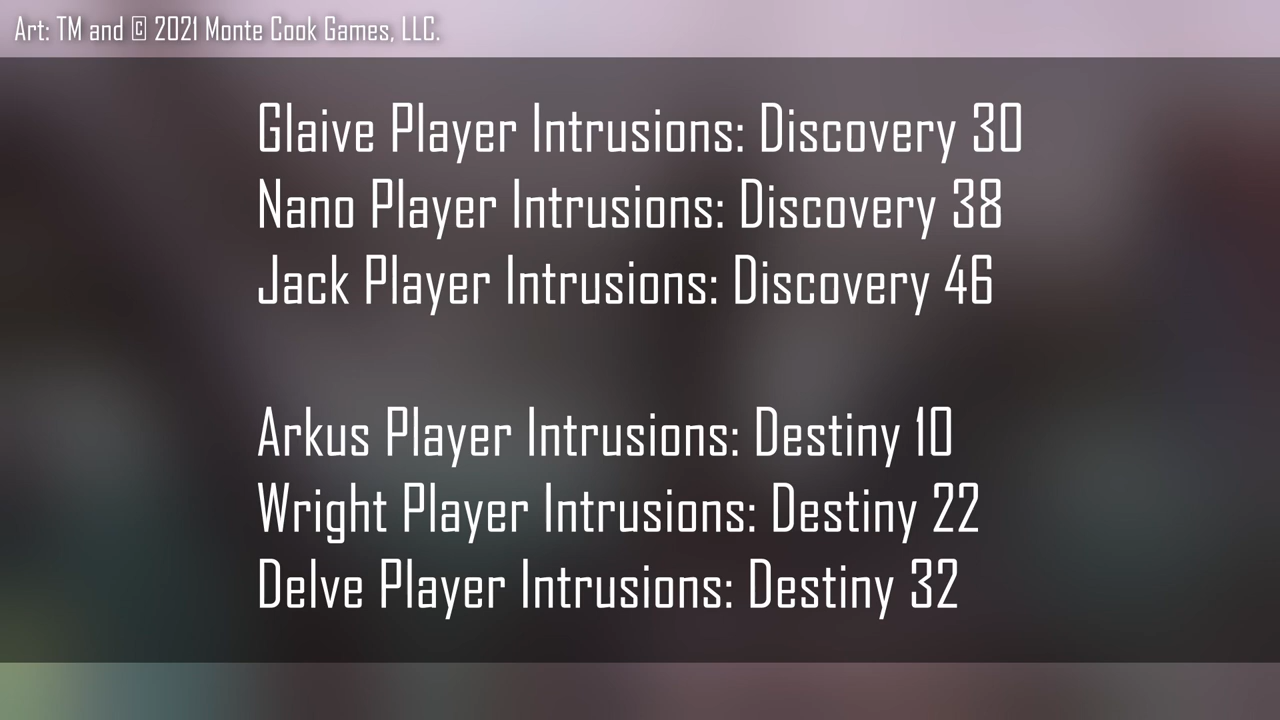 Art: TM and © 2021 Monte Cook Games, LLC.
Glaive Player Intrusions: Discovery 30
Nano Player Intrusions: Discovery 38
Jack Player Intrusions: Discovery 46
Arkus Player Intrusions: Destiny 10
Wright Player Intrusions: Destiny 22
Delve Player Intrusions: Destiny 32